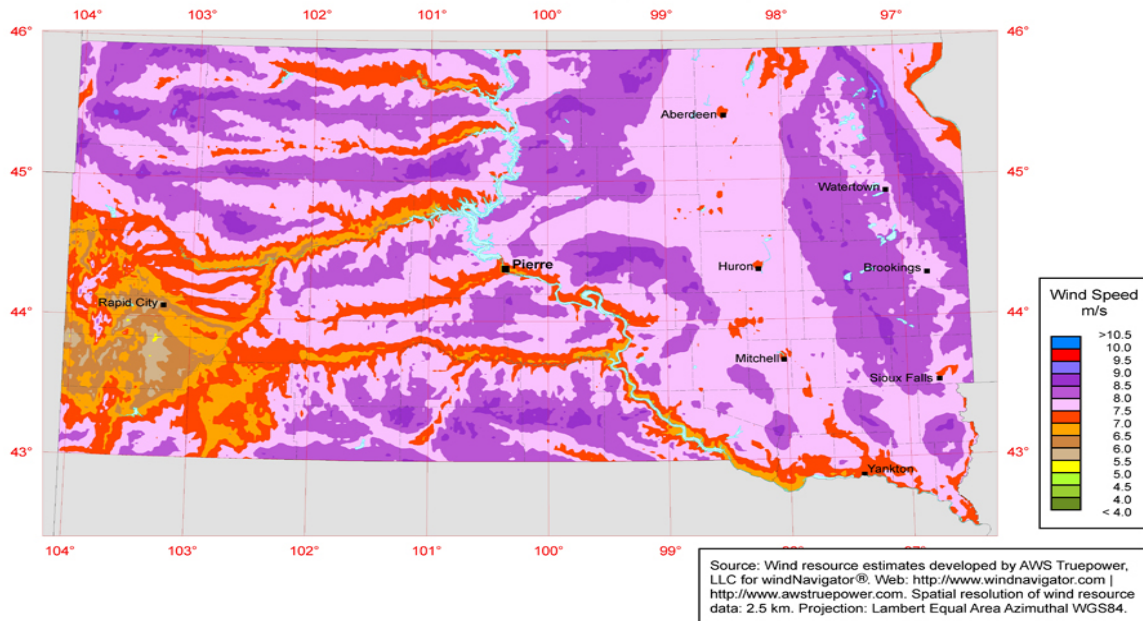 104° 103° 102° 101° 100° 99° 98° 97°
46° 46°
Aberdeen
45° 45°
Watertown
Pierre
Huron
Brookings
Rapid City
44° 44°
Mitchell
Sioux Falls
43° 43°
Yankton
104° 103° 102° 101° 100° 99° 98° 97°
Wind Speed
m/s
>10.5
10.0
9.5
9.0
8.5
8.0
7.5
7.0
6.5
6.0
5.5
5.0
4.5
4.0
< 4.0
Source: Wind resource estimates developed by AWS Truepower,
LLC for windNavigator®. Web: http://www.windnavigator.com |
http://www.awstruepower.com. Spatial resolution of wind resource
data: 2.5 km. Projection: Lambert Equal Area Azimuthal WGS84.